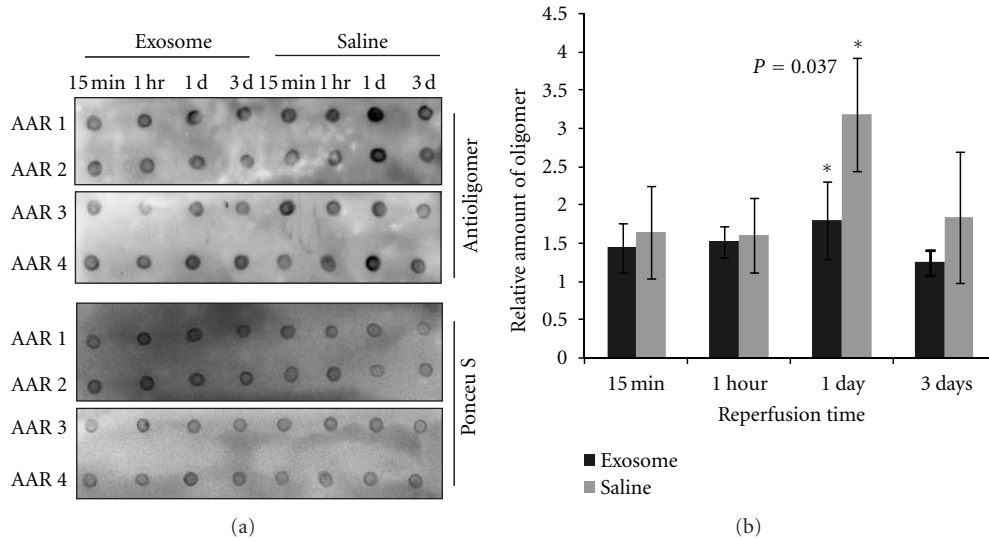 Exosome Saline
15 min 1 hr 1 d 3 d 15 min 1 hr 1 d 3 d
AAR 1
AAR 2
AAR 3
AAR 4
Antioligomer
AAR 1
AAR 2
AAR 3
AAR 4
Ponceu S
(a)
Relative amount of oligomer
4.5
4
3.5
3
2.5
2
1.5
1
0.5
0
P = 0.037
*
*
15 min 1 hour 1 day 3 days
Reperfusion time
Exosome
Saline
(b)